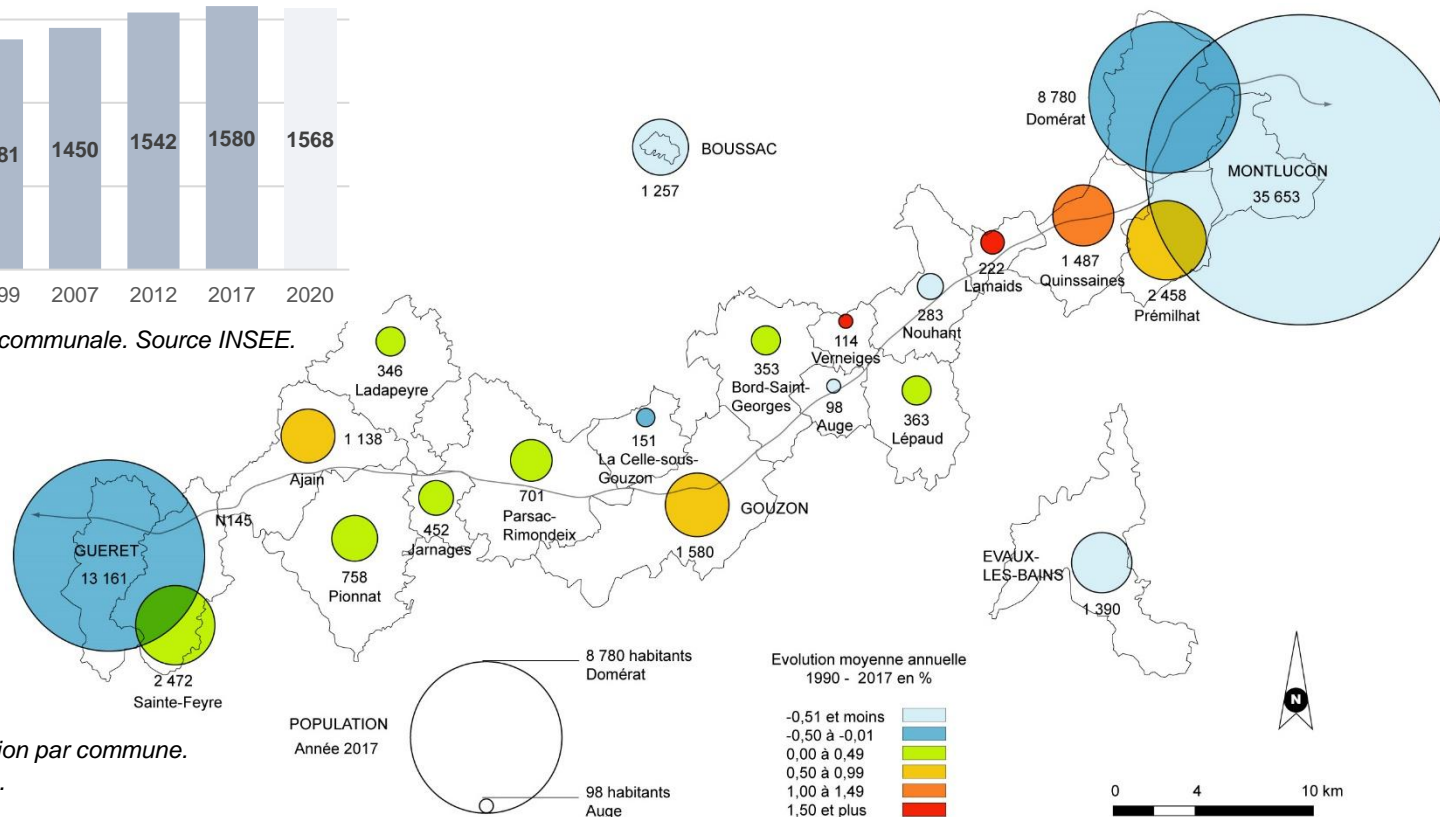 81
1450
1542
1580
1568
99
2007
2012
2017
2020
communale. Source INSEE.
8 780
Domérat
BOUSSAC
1 257
MONTLUCON
35 653
222
Lamaids
1 487
Quinssaines
2 458
Prémilhat
283
Nouhant
114
Verneiges
353
Bord-Saint-
Georges
98
Auge
363
Lépaud
346
Ladapeyre
1 138
Ajain
151
La Celle-sous-
Gouzon
701
Parsac-
Rimondeix
452
Jarnages
GOUZON
1 580
N145
GUERET
13 161
758
Pionnat
EVAUX-
LES-BAINS
1 390
2 472
Sainte-Feyre
POPULATION
Année 2017
8 780 habitants
Domérat
98 habitants
Auge
Evolution moyenne annuelle
1990 - 2017 en %
-0,51 et moins
-0,50 à -0,01
0,00 à 0,49
0,50 à 0,99
1,00 à 1,49
1,50 et plus
N
0 4 10 km
ion par commune.
.